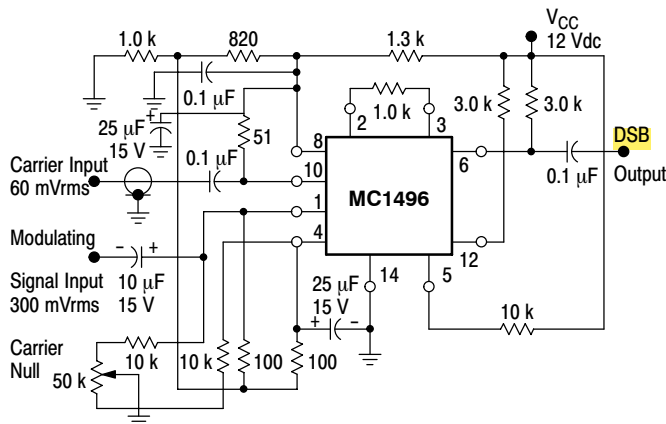 1.0 k
820
1.3 k
VCC
12 Vdc
0.1 µF
1.0 k
3.0 k
3.0 k
25 µF
15 V
+
51
2
3
DSB
Carrier Input
60 mVrms
0.1 µF
8
10
6
0.1 µF
Output
MC1496
1
4
12
Modulating
Signal Input
300 mVrms
- +
10 µF
15 V
14
5
25 µF
15 V
+ -
10 k
Carrier
Null
10 k
50 k
10 k
100
100